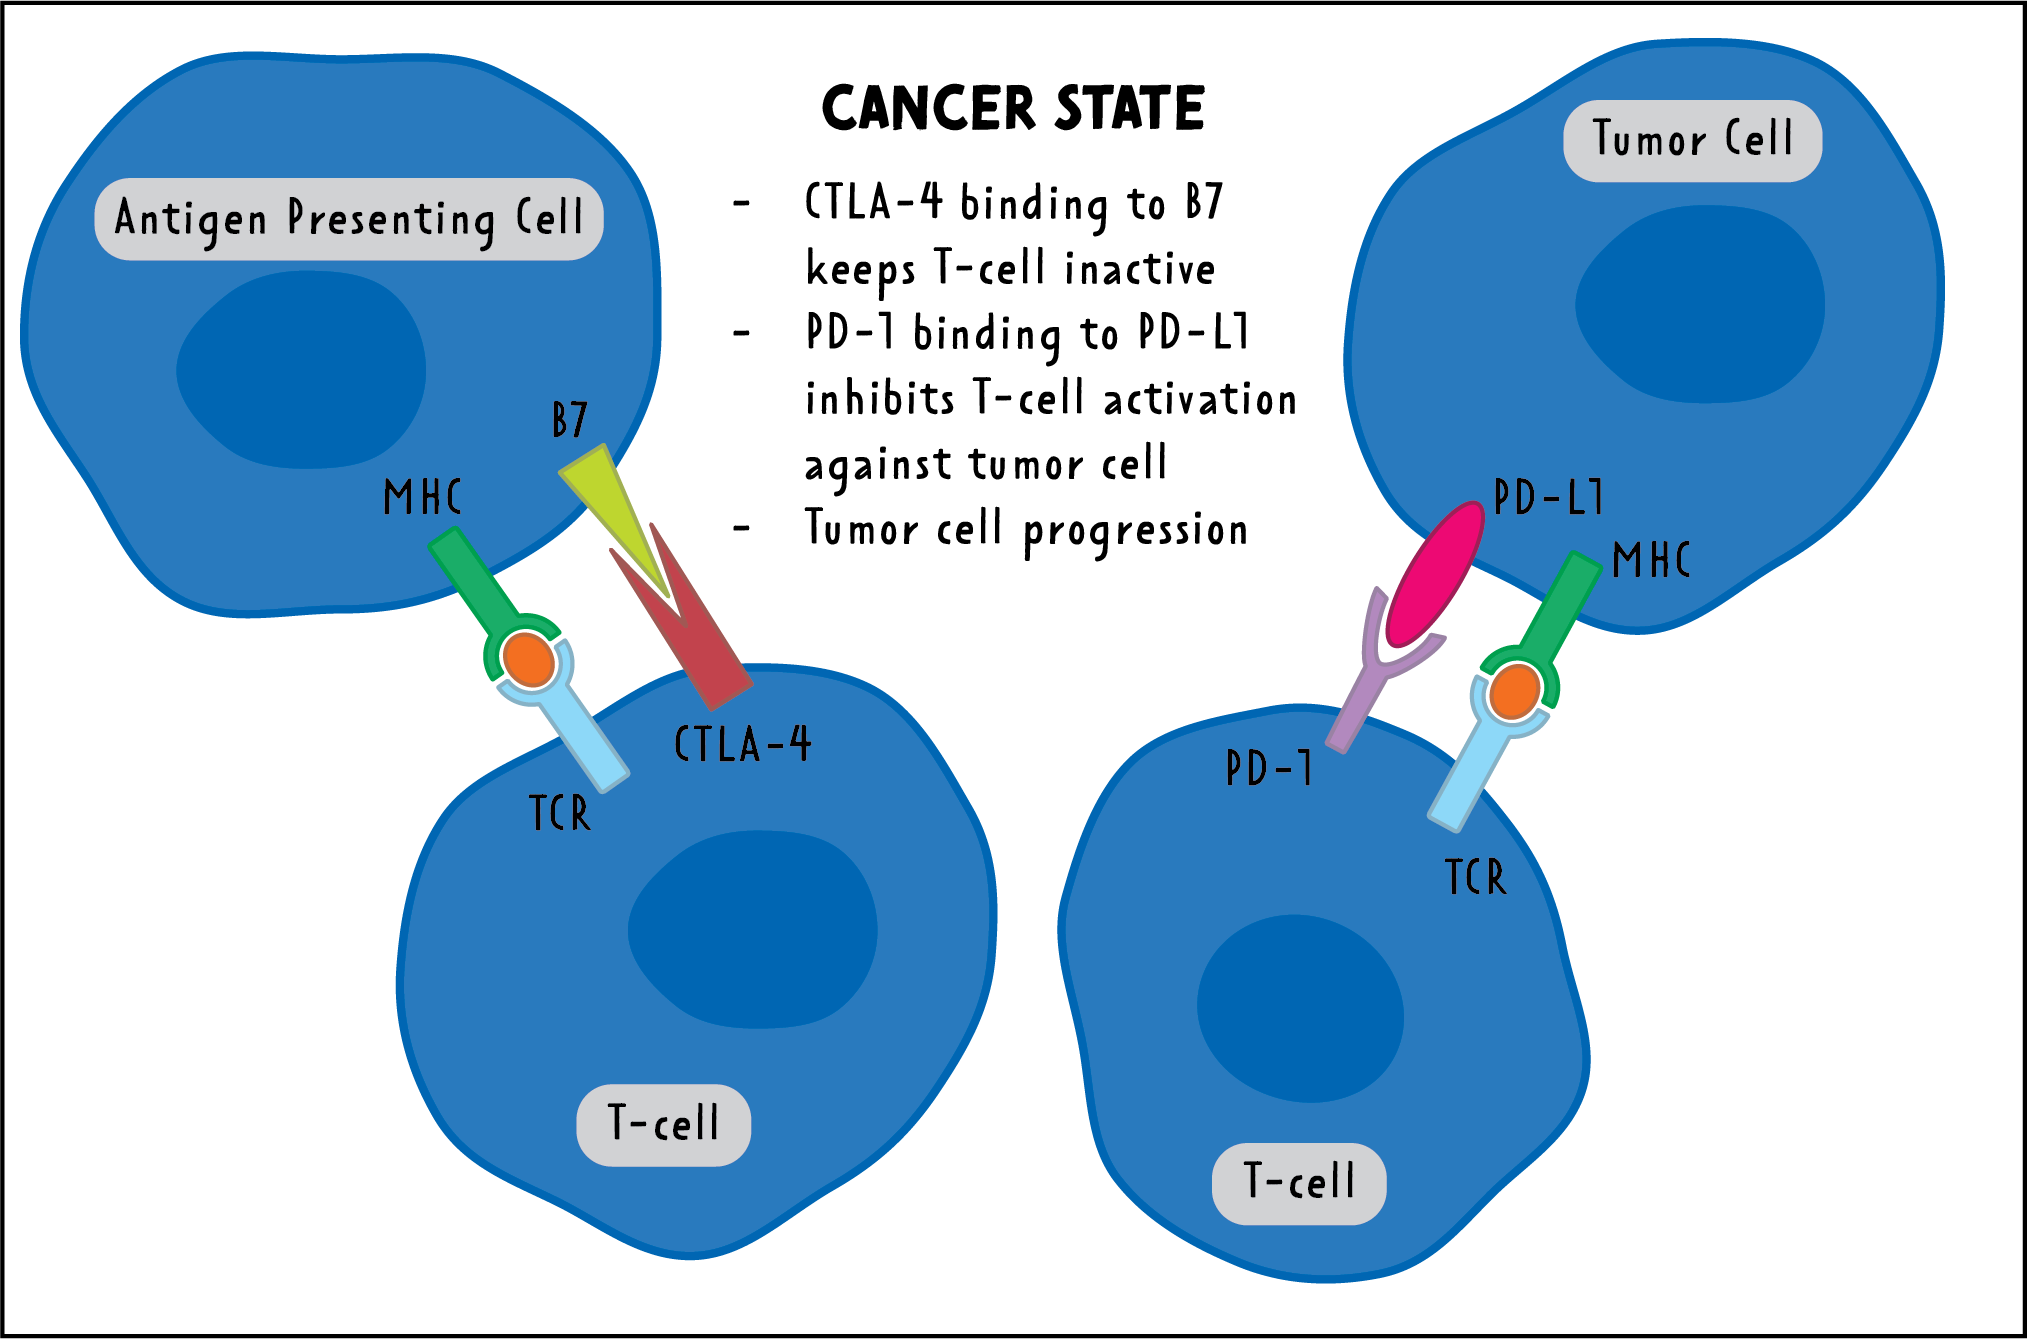 CANCER STATE
- CTLA-4 binding to B7
keeps T-cell inactive
- PD-1 binding to PD-L1
inhibits T-cell activation
against tumor cell
- Tumor cell progression
Antigen Presenting Cell
B7
MHC
CTLA-4
TCR
T-cell
Tumor Cell
PD-L1
MHC
PD-1
TCR
T-cell